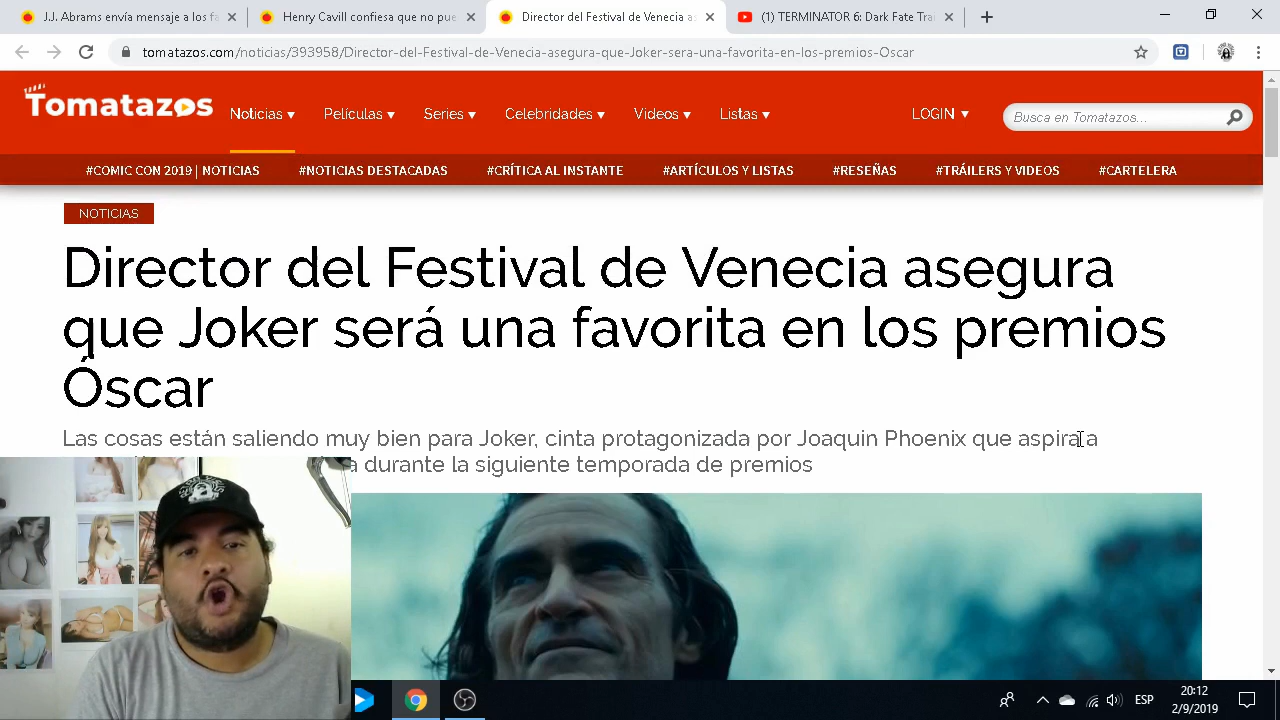 J.J. Abrams envía mensaje a los fa
Henry Cavill confiesa que no pue
Director del Festival de Venecia as
(1) TERMINATOR 6: Dark Fate Tra
tomatazos.com/noticias/393958/Director-del-Festival-de-Venecia-asegura-que-Joker-sera-una-favorita-en-los-premios-Oscar
Tomatazos
Noticias
Películas
Series
Celebridades
Videos
Listas
LOGIN
Busca en Tomatazos...
#COMIC CON 2019 | NOTICIAS
#NOTICIAS DESTACADAS
#CRÍTICA AL INSTANTE
#ARTÍCULOS Y LISTAS
#RESEÑAS
#TRÁILERS Y VIDEOS
#CARTELERA
NOTICIAS
Director del Festival de Venecia asegura
que Joker será una favorita en los premios
Óscar
Las cosas están saliendo muy bien para Joker, cinta protagonizada por Joaquin Phoenix que aspira a
a durante la siguiente temporada de premios
ESP
20:12
2/9/2019